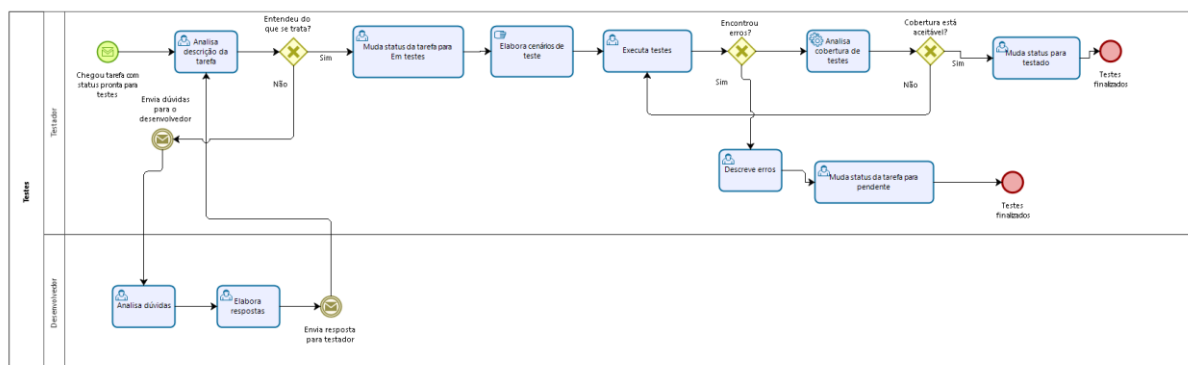 Testes
Testador
Chegou tarefa com
status pronta para
testes
Analisa
descrição da
tarefa
Entendeu do
que se trata?
Sim
Não
Muda status da tarefa para
Em testes
Elabora cenários de
teste
Executa testes
Encontrou
erros?
Sim
Analisa
cobertura de
testes
Cobertura está
aceitável?
Sim
Não
Muda status para
testado
Testes
finalizados
Envia dúvidas
para o
desenvolvedor
Descreve erros
Muda status da tarefa para
pendente
Testes
finalizados
Desenvolvedor
Analisa dúvidas
Elabora
respostas
Envia resposta
para testador